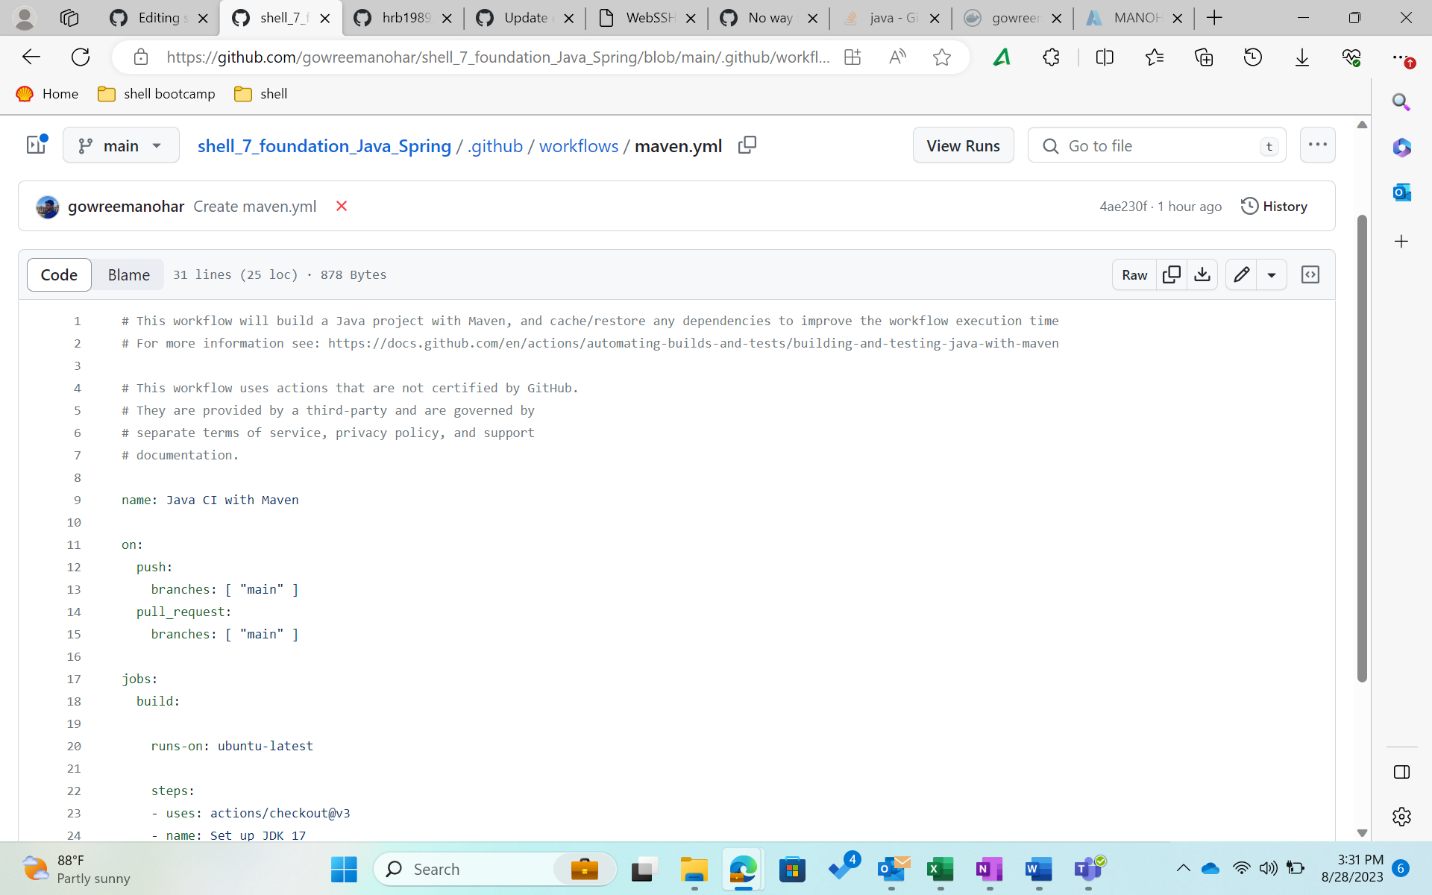 Editing s
shell_7_f
hrb1989
Update
WebSSH
No way
java - Gi
gowreer
MANOH
https://github.com/gowreemanohar/shell_7_foundation_Java_Spring/blob/main/.github/workfl...
Home
shell bootcamp
shell
main
shell_7_foundation_Java_Spring / .github / workflows / maven.yml
View Runs
Go to file
t
gowreemanohar Create maven.yml
4ae230f · 1 hour ago
History
Code
Blame
31 lines (25 loc) · 878 Bytes
Raw
1 # This workflow will build a Java project with Maven, and cache/restore any dependencies to improve the workflow execution time
2 # For more information see: https://docs.github.com/en/actions/automating-builds-and-tests/building-and-testing-java-with-maven
3
4 # This workflow uses actions that are not certified by GitHub.
5 # They are provided by a third-party and are governed by
6 # separate terms of service, privacy policy, and support
7 # documentation.
8
9 name: Java CI with Maven
10
11 on:
12 push:
13 branches: [ "main" ]
14 pull_request:
15 branches: [ "main" ]
16
17 jobs:
18 build:
19
20 runs-on: ubuntu-latest
21
22 steps:
23 - uses: actions/checkout@v3
24 - name: Set up JDK 17
88°F
Partly sunny
Search
4
3:31 PM
8/28/2023
6